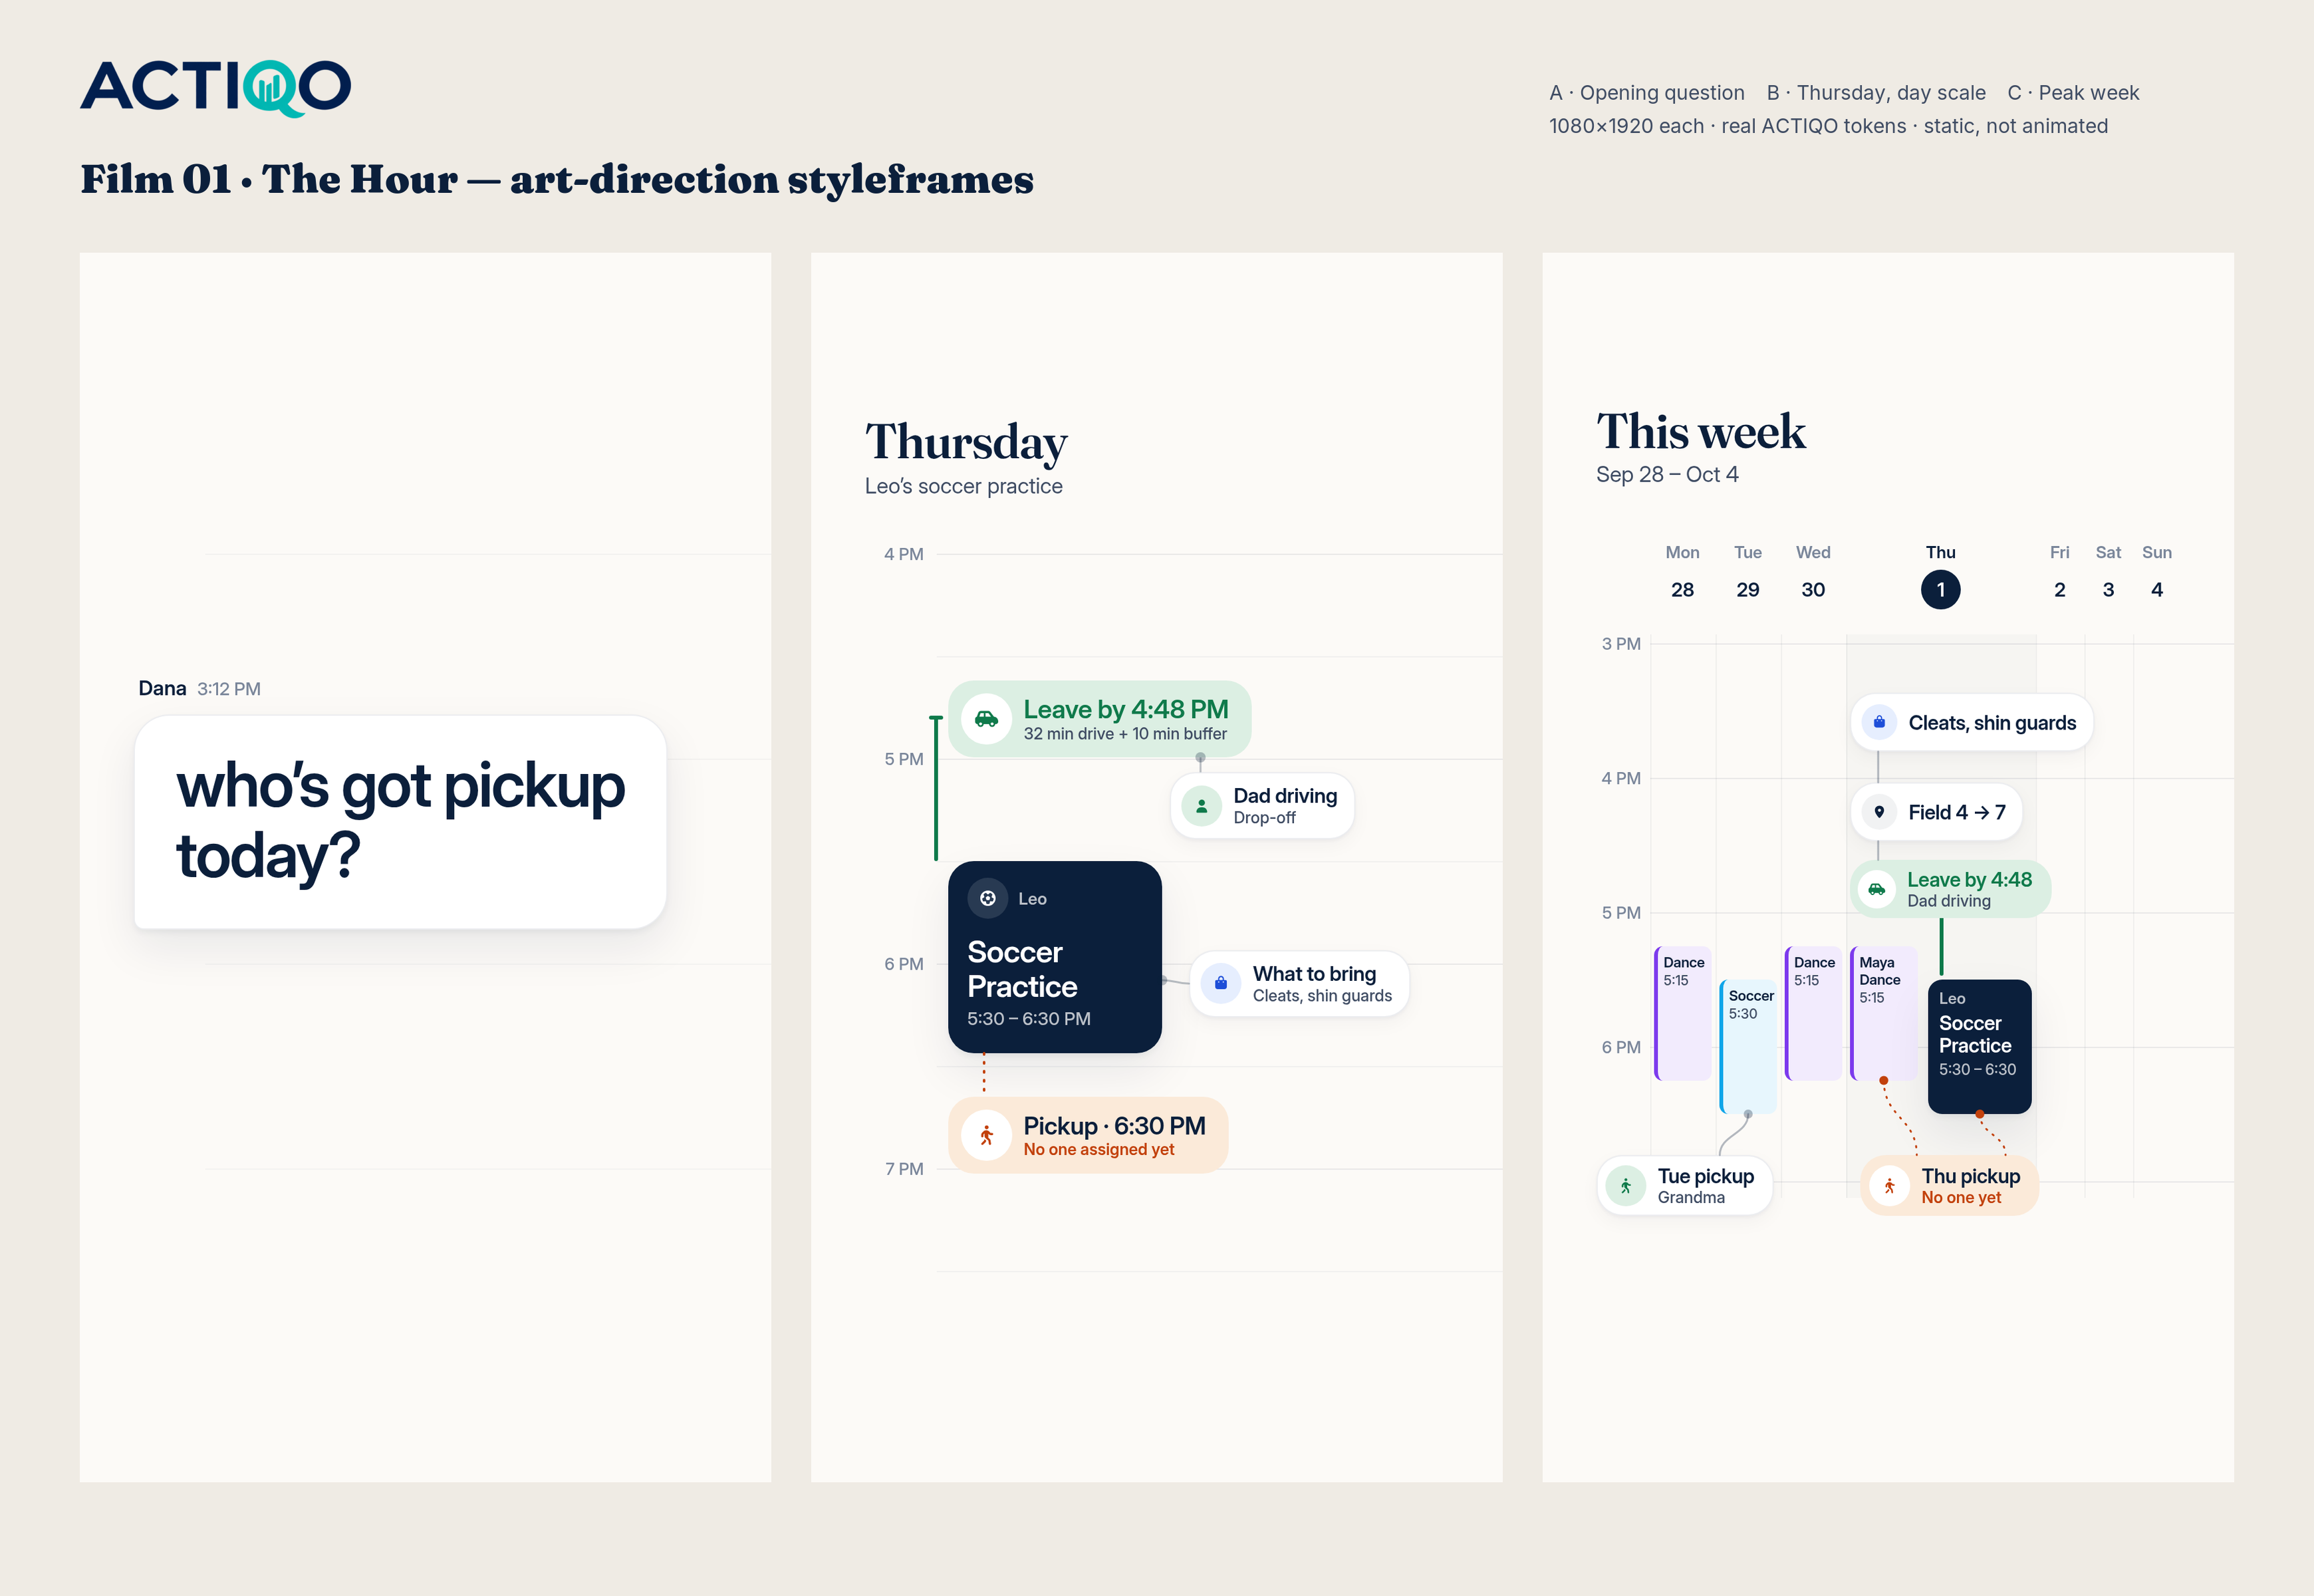 ACTIQO
A · Opening question B · Thursday, day scale C · Peak week
1080×1920 each · real ACTIQO tokens · static, not animated
Film 01 · The Hour — art-direction styleframes
Dana 3:12 PM
who's got pickup
today?
Thursday
Leo's soccer practice
4 PM
Leave by 4:48 PM
32 min drive + 10 min buffer
5 PM
Dad driving
Drop-off
Leo
Soccer
Practice
5:30 – 6:30 PM
6 PM
What to bring
Cleats, shin guards
Pickup · 6:30 PM
No one assigned yet
7 PM
This week
Sep 28 – Oct 4
Mon Tue Wed Thu Fri Sat Sun
28 29 30 1 2 3 4
3 PM
Cleats, shin guards
4 PM
Field 4 → 7
Leave by 4:48
Dad driving
5 PM
Dance
5:15
Soccer
5:30
Dance
5:15
Maya
Dance
5:15
Leo
Soccer
Practice
5:30 – 6:30
6 PM
Tue pickup
Grandma
Thu pickup
No one yet